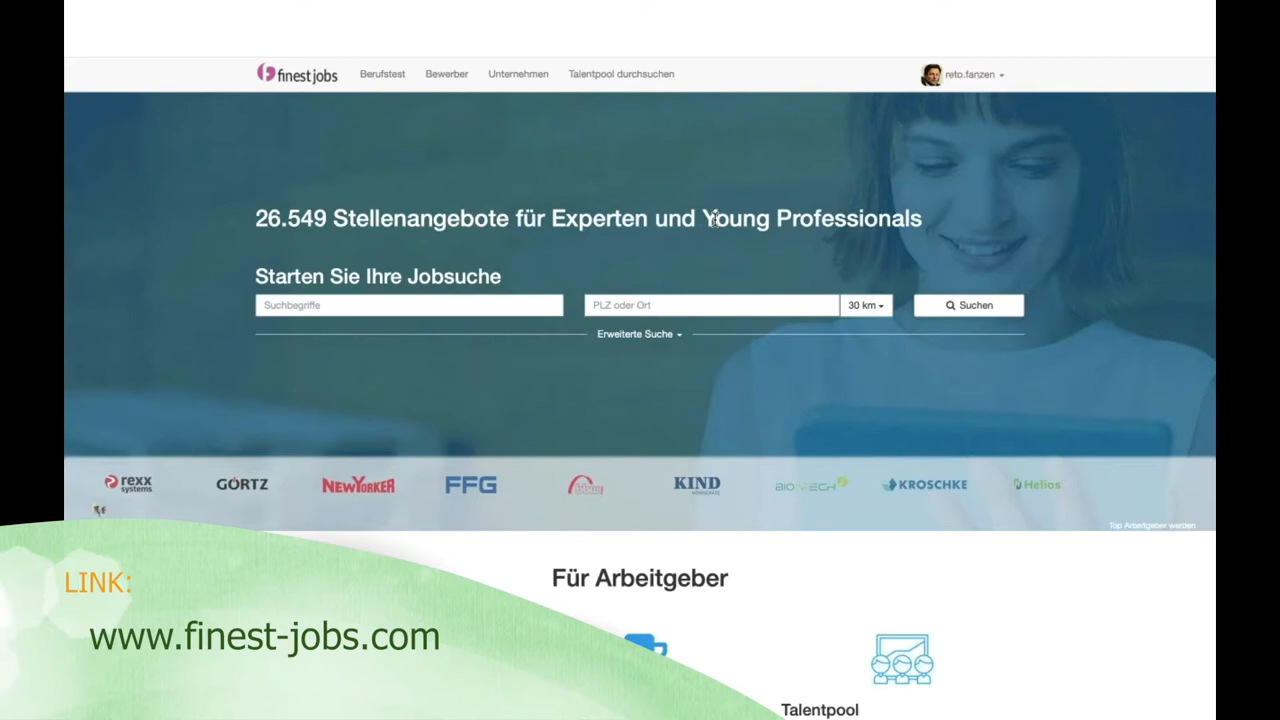 finest jobs
Berufstest Bewerber Unternehmen Talentpool durchsuchen reto.fanzen
26.549 Stellenangebote für Experten und Young Professionals
Starten Sie Ihre Jobsuche
Suchbegriffe PLZ oder Ort 30 km Suchen
Erweiterte Suche
rexx systems GÖRTZ NEWYORKER FFG KIND BIONTECH KROSCHKE Helios
Top Arbeitgeber werden
Für Arbeitgeber
LINK:
www.finest-jobs.com
Talentpool